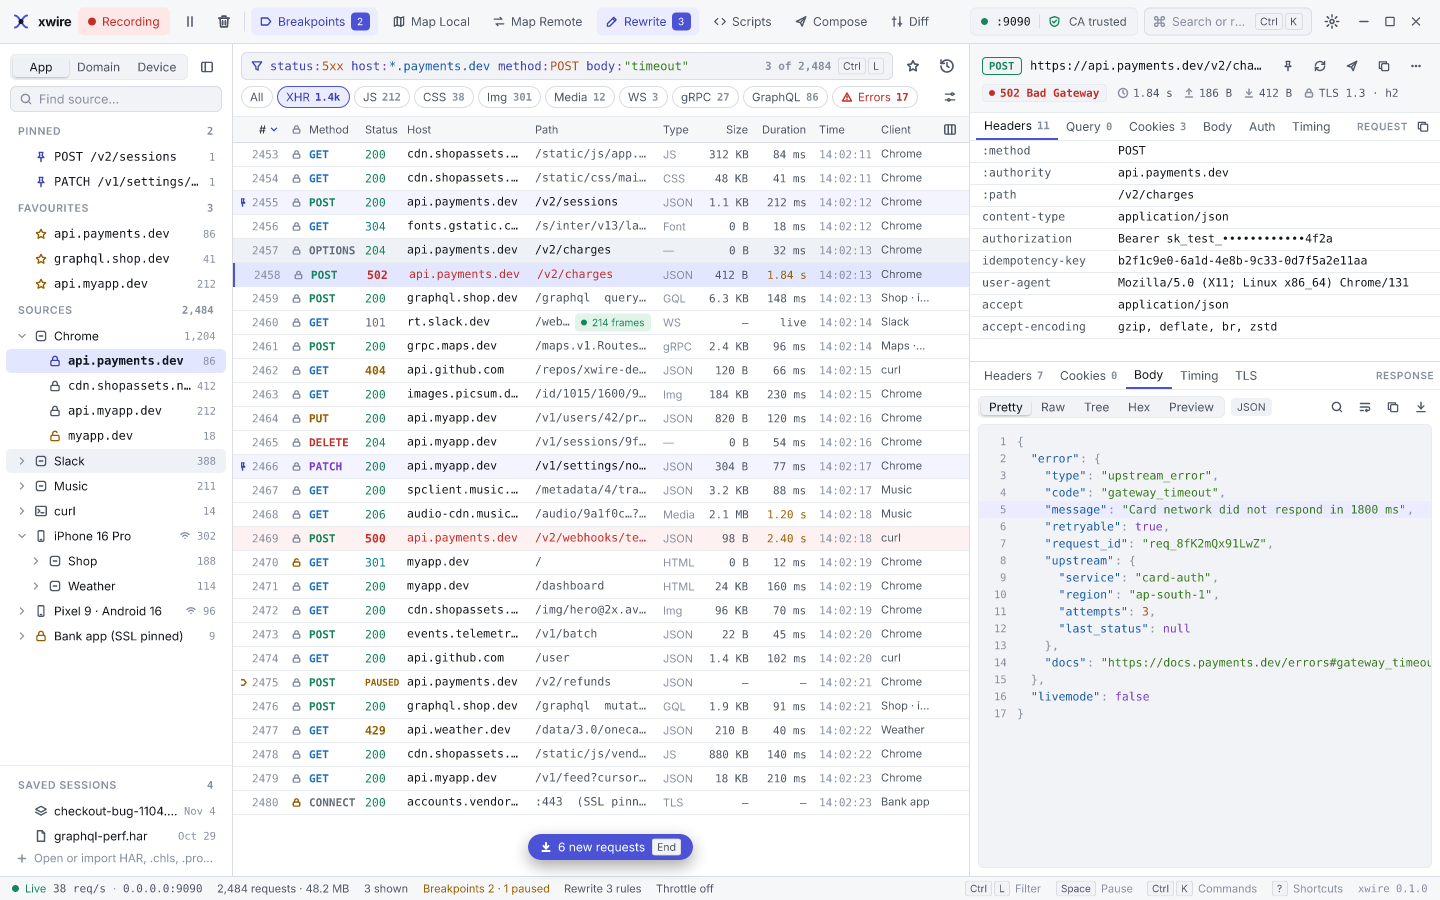 xwire Recording Breakpoints 2 Map Local Map Remote Rewrite 3 Scripts Compose Diff :9090 CA trusted Search or r... Ctrl K
App Domain Device
Find source...
PINNED 2
POST /v2/sessions 1
PATCH /v1/settings/… 1
FAVOURITES 3
api.payments.dev 86
graphql.shop.dev 41
api.myapp.dev 212
SOURCES 2,484
Chrome 1,204
api.payments.dev 86
cdn.shopassets.n… 412
api.myapp.dev 212
myapp.dev 18
Slack 388
Music 211
curl 14
iPhone 16 Pro 302
Shop 188
Weather 114
Pixel 9 · Android 16 96
Bank app (SSL pinned) 9
SAVED SESSIONS 4
checkout-bug-1104.... Nov 4
graphql-perf.har Oct 29
Open or import HAR, .chls, .pro...
status:5xx host:*.payments.dev method:POST body:"timeout" 3 of 2,484 Ctrl L
All XHR 1.4k JS 212 CSS 38 Img 301 Media 12 WS 3 gRPC 27 GraphQL 86 Errors 17
# Method Status Host Path Type Size Duration Time Client
2453 GET 200 cdn.shopassets.… /static/js/app.… JS 312 KB 84 ms 14:02:11 Chrome
2454 GET 200 cdn.shopassets.… /static/css/mai… CSS 48 KB 41 ms 14:02:11 Chrome
2455 POST 200 api.payments.dev /v2/sessions JSON 1.1 KB 212 ms 14:02:12 Chrome
2456 GET 304 fonts.gstatic.c… /s/inter/v13/la… Font 0 B 18 ms 14:02:12 Chrome
2457 OPTIONS 204 api.payments.dev /v2/charges — 0 B 32 ms 14:02:13 Chrome
2458 POST 502 api.payments.dev /v2/charges JSON 412 B 1.84 s 14:02:13 Chrome
2459 POST 200 graphql.shop.dev /graphql query… GQL 6.3 KB 148 ms 14:02:13 Shop · i...
2460 GET 101 rt.slack.dev /web… 214 frames WS — live 14:02:14 Slack
2461 POST 200 grpc.maps.dev /maps.v1.Routes… gRPC 2.4 KB 96 ms 14:02:14 Maps ·...
2462 GET 404 api.github.com /repos/xwire-de… JSON 120 B 66 ms 14:02:15 curl
2463 GET 200 images.picsum.d… /id/1015/1600/9… Img 184 KB 230 ms 14:02:15 Chrome
2464 PUT 200 api.myapp.dev /v1/users/42/pr… JSON 820 B 120 ms 14:02:16 Chrome
2465 DELETE 204 api.myapp.dev /v1/sessions/9f… — 0 B 54 ms 14:02:16 Chrome
2466 PATCH 200 api.myapp.dev /v1/settings/no… JSON 304 B 77 ms 14:02:17 Chrome
2467 GET 200 spclient.music.… /metadata/4/tra… JSON 3.2 KB 88 ms 14:02:17 Music
2468 GET 206 audio-cdn.music… /audio/9a1f0c…?… Media 2.1 MB 1.20 s 14:02:18 Music
2469 POST 500 api.payments.dev /v2/webhooks/te… JSON 98 B 2.40 s 14:02:18 curl
2470 GET 301 myapp.dev / HTML 0 B 12 ms 14:02:19 Chrome
2471 GET 200 myapp.dev /dashboard HTML 24 KB 160 ms 14:02:19 Chrome
2472 GET 200 cdn.shopassets.… /img/hero@2x.av… Img 96 KB 70 ms 14:02:19 Chrome
2473 POST 200 events.telemetr… /v1/batch JSON 22 B 45 ms 14:02:20 Chrome
2474 GET 200 api.github.com /user JSON 1.4 KB 102 ms 14:02:20 curl
2475 POST PAUSED api.payments.dev /v2/refunds JSON — — 14:02:21 Chrome
2476 POST 200 graphql.shop.dev /graphql mutat… GQL 1.9 KB 91 ms 14:02:21 Shop · i...
2477 GET 429 api.weather.dev /data/3.0/oneca… JSON 210 B 40 ms 14:02:22 Weather
2478 GET 200 cdn.shopassets.… /static/js/vend… JS 880 KB 140 ms 14:02:22 Chrome
2479 GET 200 api.myapp.dev /v1/feed?cursor… JSON 18 KB 210 ms 14:02:23 Chrome
2480 CONNECT 200 accounts.vendor… :443 (SSL pinn… TLS — — 14:02:23 Bank app
6 new requests End
POST https://api.payments.dev/v2/cha…
502 Bad Gateway 1.84 s 186 B 412 B TLS 1.3 · h2
Headers 11 Query 0 Cookies 3 Body Auth Timing REQUEST
:method POST
:authority api.payments.dev
:path /v2/charges
content-type application/json
authorization Bearer sk_test_••••••••••••4f2a
idempotency-key b2f1c9e0-6a1d-4e8b-9c33-0d7f5a2e11aa
user-agent Mozilla/5.0 (X11; Linux x86_64) Chrome/131
accept application/json
accept-encoding gzip, deflate, br, zstd
Headers 7 Cookies 0 Body Timing TLS RESPONSE
Pretty Raw Tree Hex Preview JSON
1 {
2 "error": {
3 "type": "upstream_error",
4 "code": "gateway_timeout",
5 "message": "Card network did not respond in 1800 ms",
6 "retryable": true,
7 "request_id": "req_8fK2mQx91LwZ",
8 "upstream": {
9 "service": "card-auth",
10 "region": "ap-south-1",
11 "attempts": 3,
12 "last_status": null
13 },
14 "docs": "https://docs.payments.dev/errors#gateway_timeou
15 },
16 "livemode": false
17 }
Live 38 req/s · 0.0.0.0:9090 2,484 requests · 48.2 MB 3 shown Breakpoints 2 · 1 paused Rewrite 3 rules Throttle off Ctrl L Filter Space Pause Ctrl K Commands ? Shortcuts xwire 0.1.0